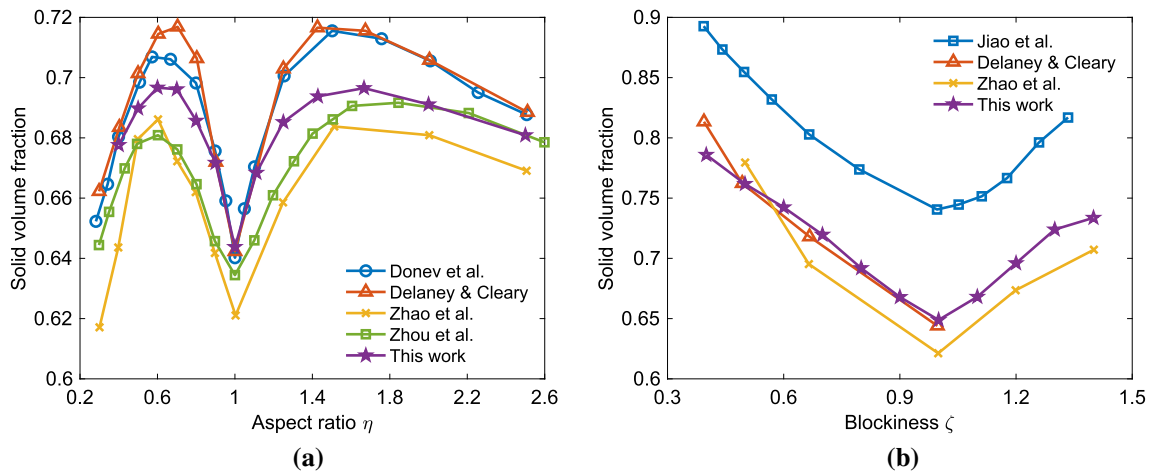 0.72
0.7
0.68
0.66
0.64
0.62
0.6
Solid volume fraction
0.2
0.6
1
1.4
1.8
2.2
2.6
Aspect ratio η
Donev et al.
Delaney & Cleary
Zhao et al.
Zhou et al.
This work
(a)
0.9
0.85
0.8
0.75
0.7
0.65
0.6
Solid volume fraction
0.3
0.6
0.9
1.2
1.5
Blockiness ζ
Jiao et al.
Delaney & Cleary
Zhao et al.
This work
(b)